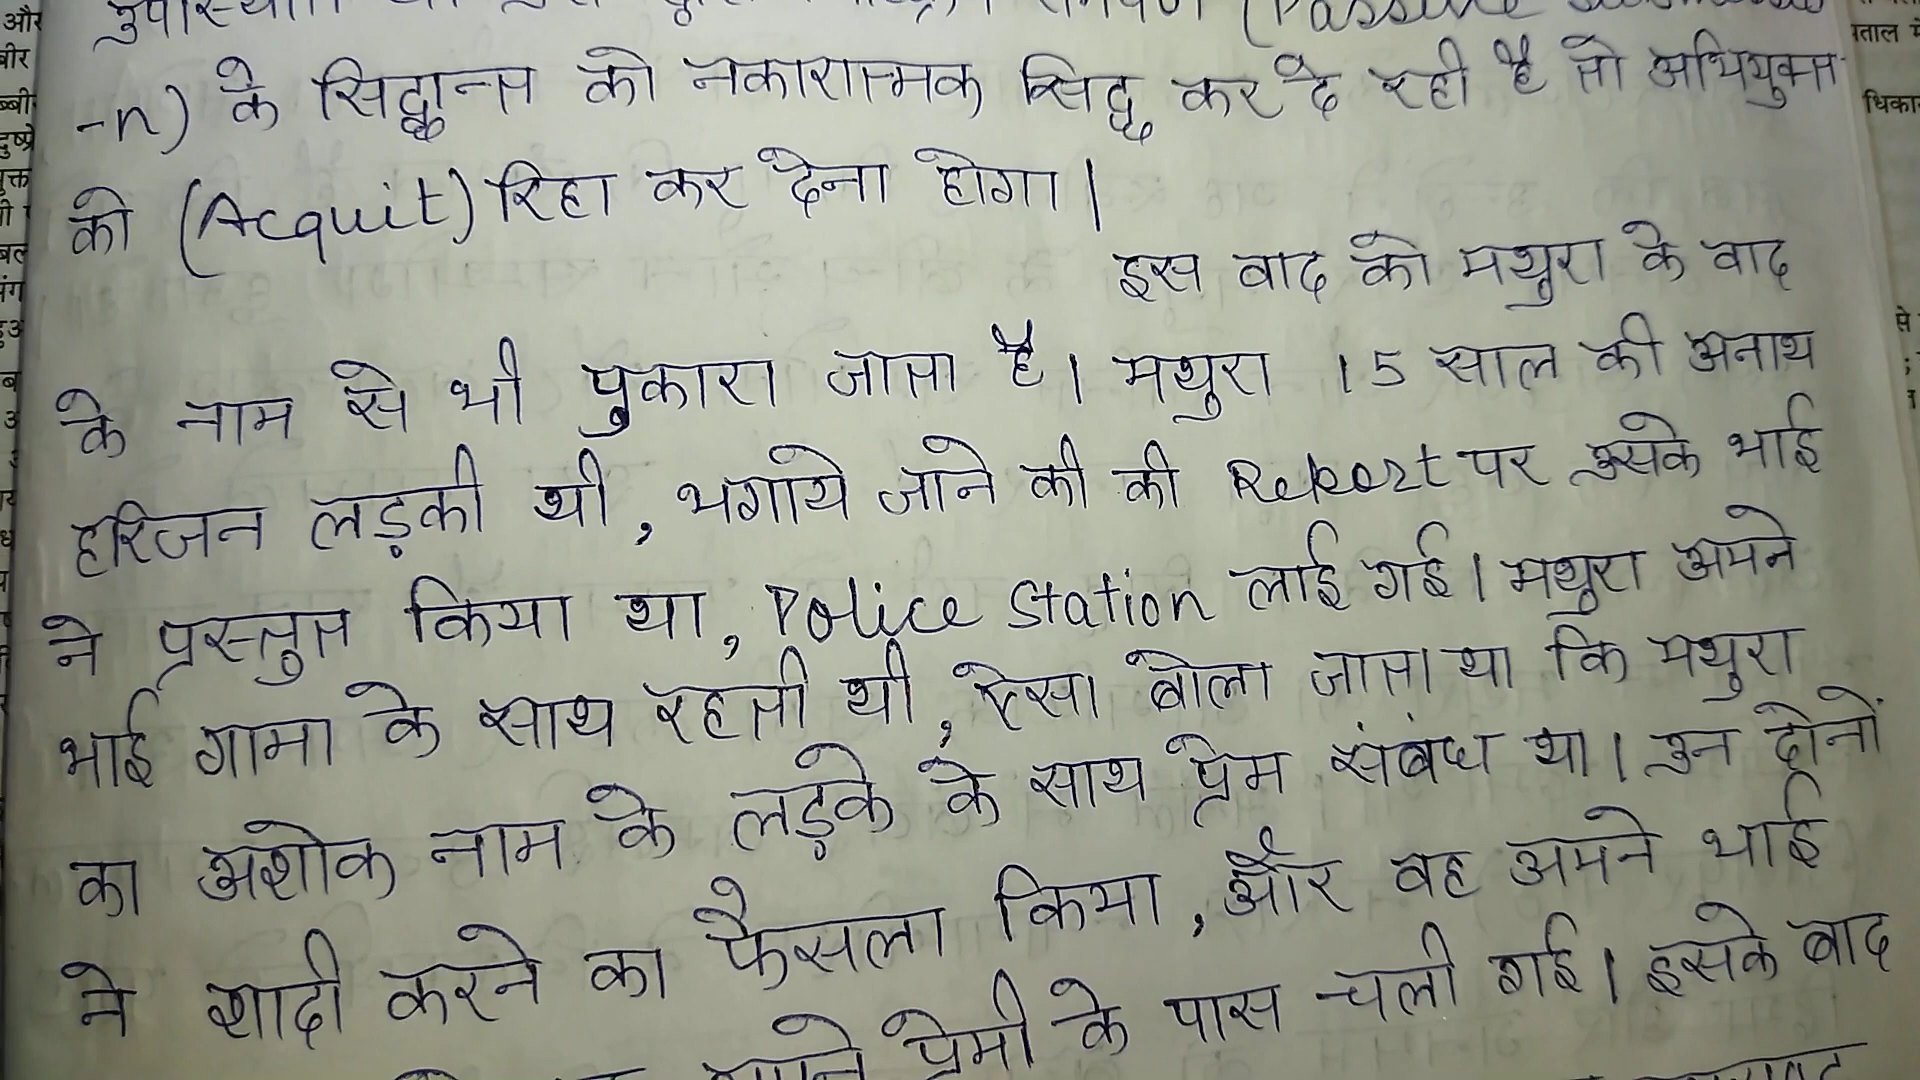 (Passive
-n) के सिद्धान्त को नकारात्मक सिद्ध कर दे रही है तो अभियुक्त
को (Acquit) रिहा कर देना होगा।
इस वाद को मथुरा के वाद
के नाम से भी पुकारा जाता है। मथुरा 15 साल की अनाथ
हरिजन लड़की थी, भगाये जाने की की Report पर उसके भाई
ने प्रस्तुत किया था, Police Station लाई गई। मथुरा अपने
भाई गामा के साथ रहती थी, ऐसा बोला जाता था कि मथुरा
का अशोक नाम के लड़के के साथ प्रेम संबंध था। उन दोनों
ने शादी करने का फैसला किया, और वह अपने भाई
प्रेमी के पास चली गई। इसके बाद